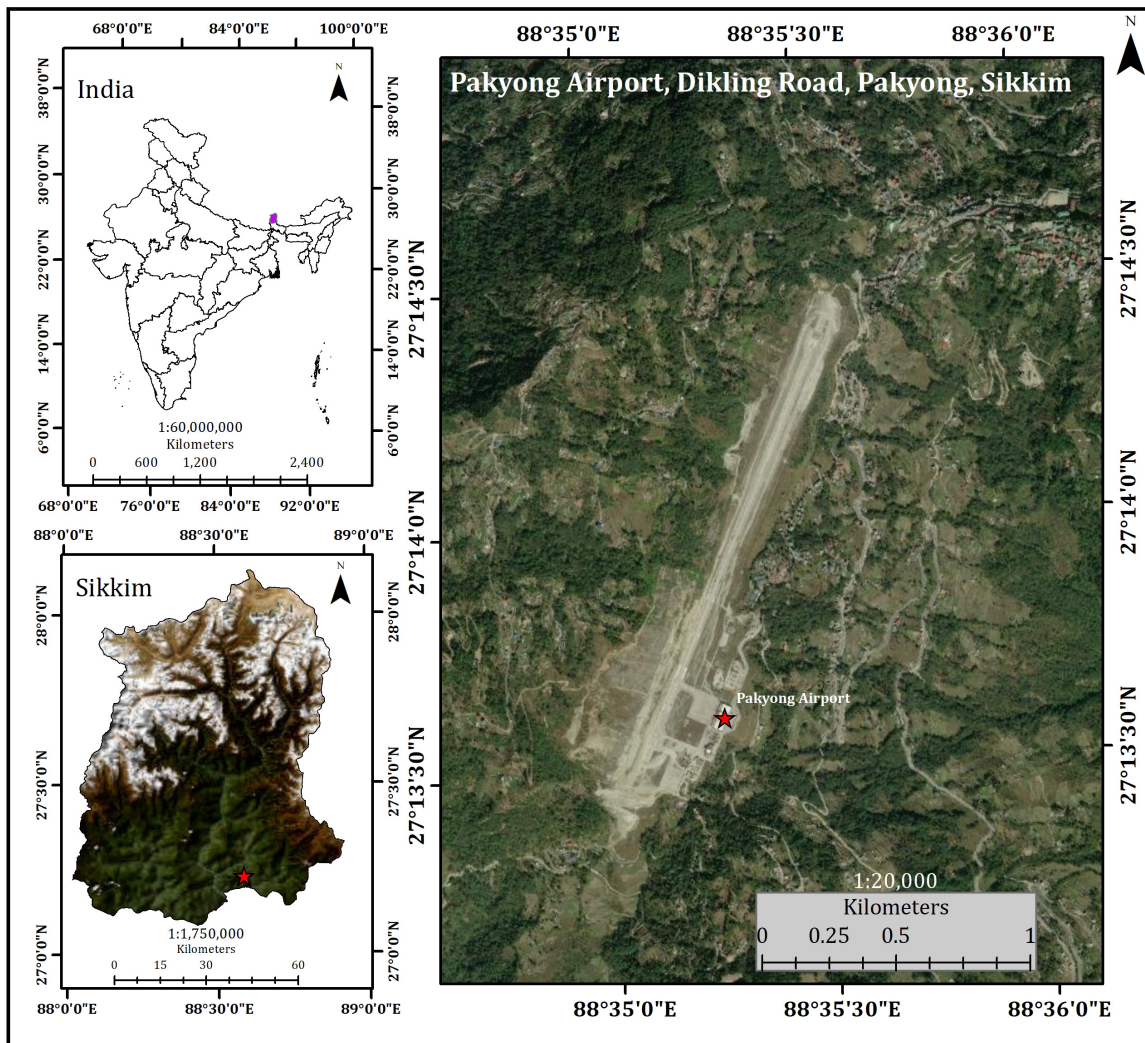 68°0'0"E 84°0'0"E 100°0'0"E
N
India
38°0'0"N
30°0'0"N
22°0'0"N
14°0'0"N
6°0'0"N
38°0'0"N
30°0'0"N
22°0'0"N
14°0'0"N
6°0'0"N
1:60,000,000
Kilometers
0 600 1,200 2,400
68°0'0"E 76°0'0"E 84°0'0"E 92°0'0"E
88°0'0"E 88°30'0"E 89°0'0"E
N
Sikkim
28°0'0"N
27°30'0"N
27°0'0"N
28°0'0"N
27°30'0"N
27°0'0"N
1:1,750,000
Kilometers
0 15 30 60
88°0'0"E 88°30'0"E 89°0'0"E
88°35'0"E 88°35'30"E 88°36'0"E
N
Pakyong Airport, Dikling Road, Pakyong, Sikkim
27°14'30"N
27°14'0"N
27°13'30"N
27°14'30"N
27°14'0"N
27°13'30"N
Pakyong Airport
1:20,000
Kilometers
0 0.25 0.5 1
88°35'0"E 88°35'30"E 88°36'0"E